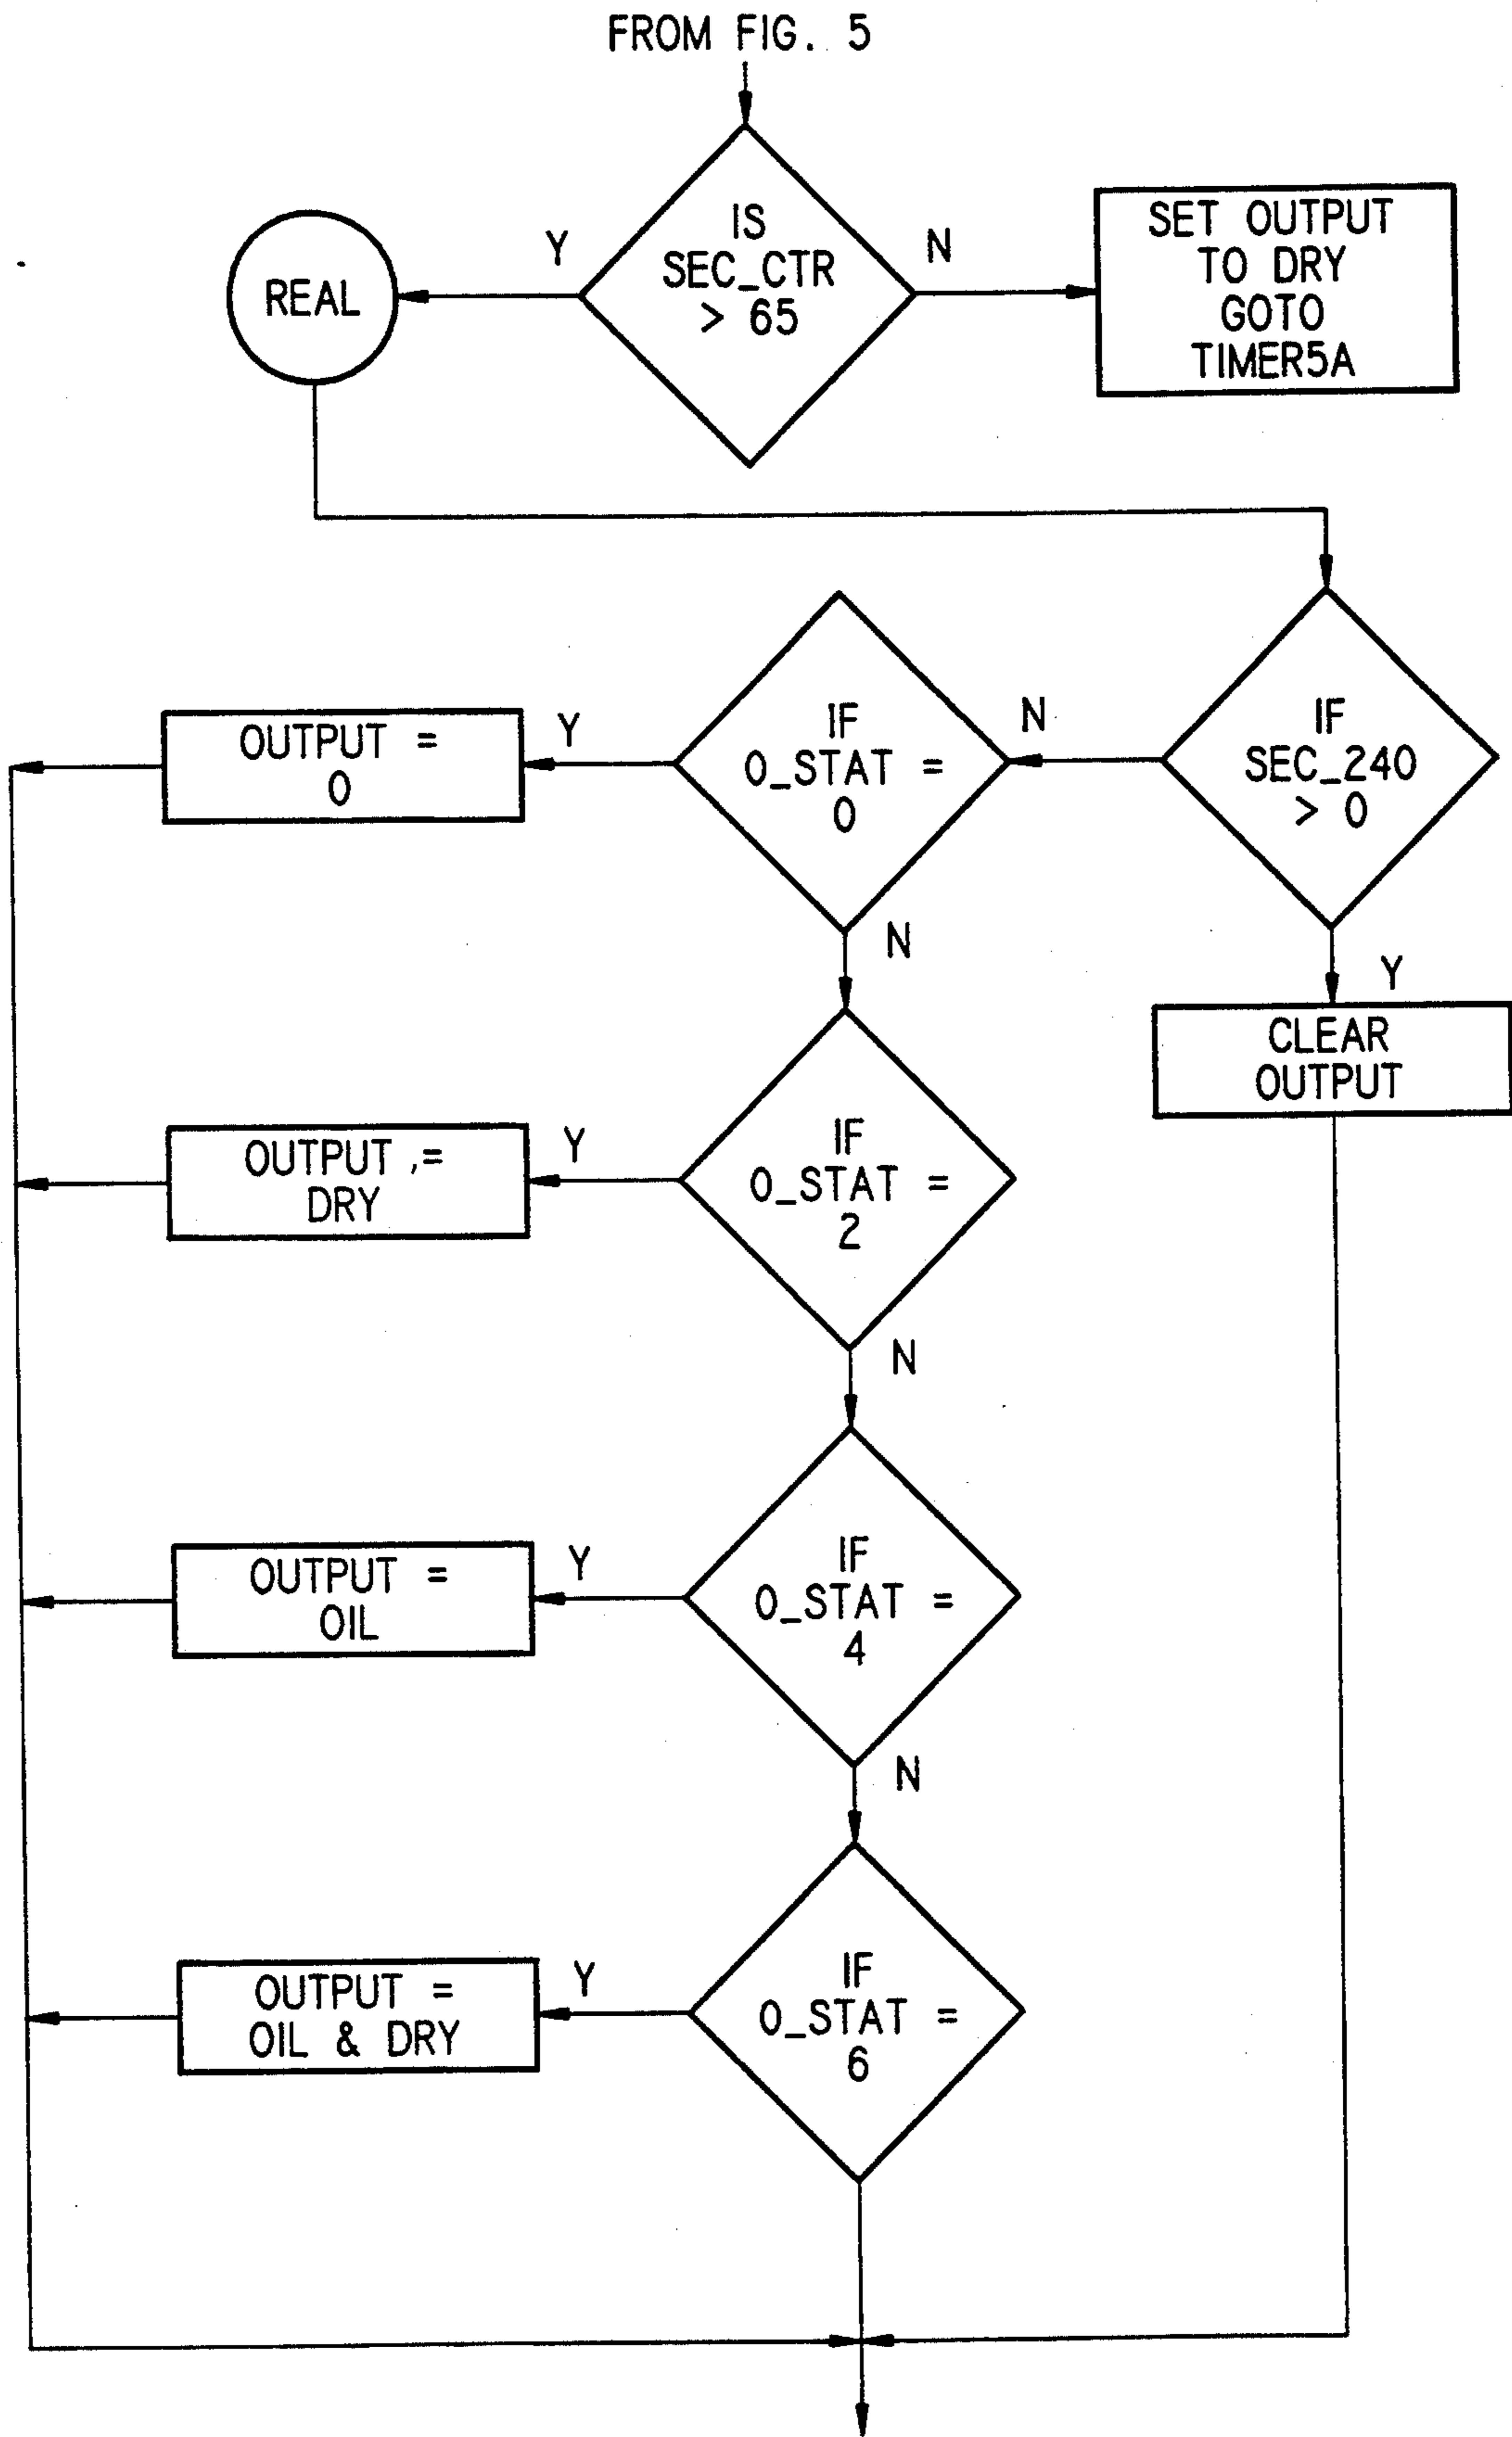 FROM FIG. 5
IS
SEC_CTR
> 65
Y
N
REAL
SET OUTPUT
TO DRY
GOTO
TIMER5A
IF
SEC_240
> 0
N
Y
CLEAR
OUTPUT
IF
O_STAT =
0
Y
N
OUTPUT =
0
IF
O_STAT =
2
Y
N
OUTPUT ,=
DRY
IF
O_STAT =
4
Y
N
OUTPUT =
OIL
IF
O_STAT =
6
Y
OUTPUT =
OIL & DRY